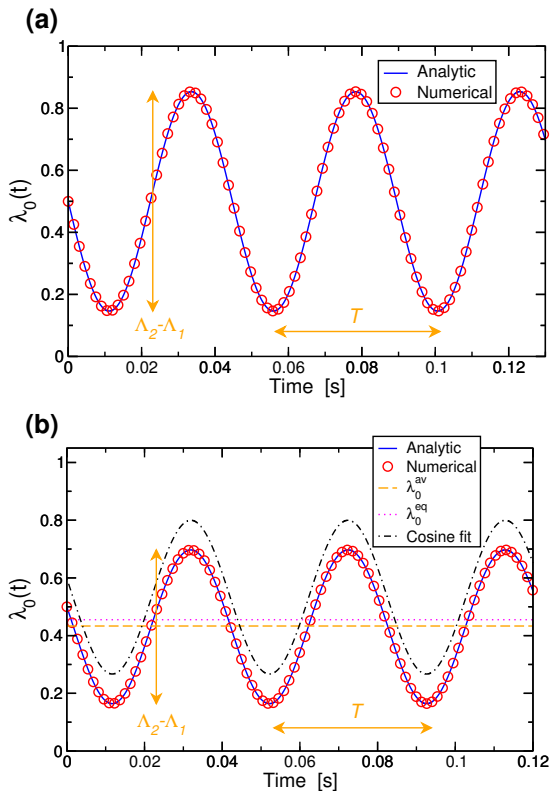 (a)
Analytic
Numerical
λ₀(t)
1
0.8
0.6
0.4
0.2
0
Λ₂-Λ₁
T
0 0.02 0.04 0.06 0.08 0.1 0.12
Time [s]
(b)
Analytic
Numerical
λ₀ᵃᵛ
λ₀ᵉq
Cosine fit
λ₀(t)
1
0.8
0.6
0.4
0.2
0
Λ₂-Λ₁
T
0 0.02 0.04 0.06 0.08 0.1 0.12
Time [s]